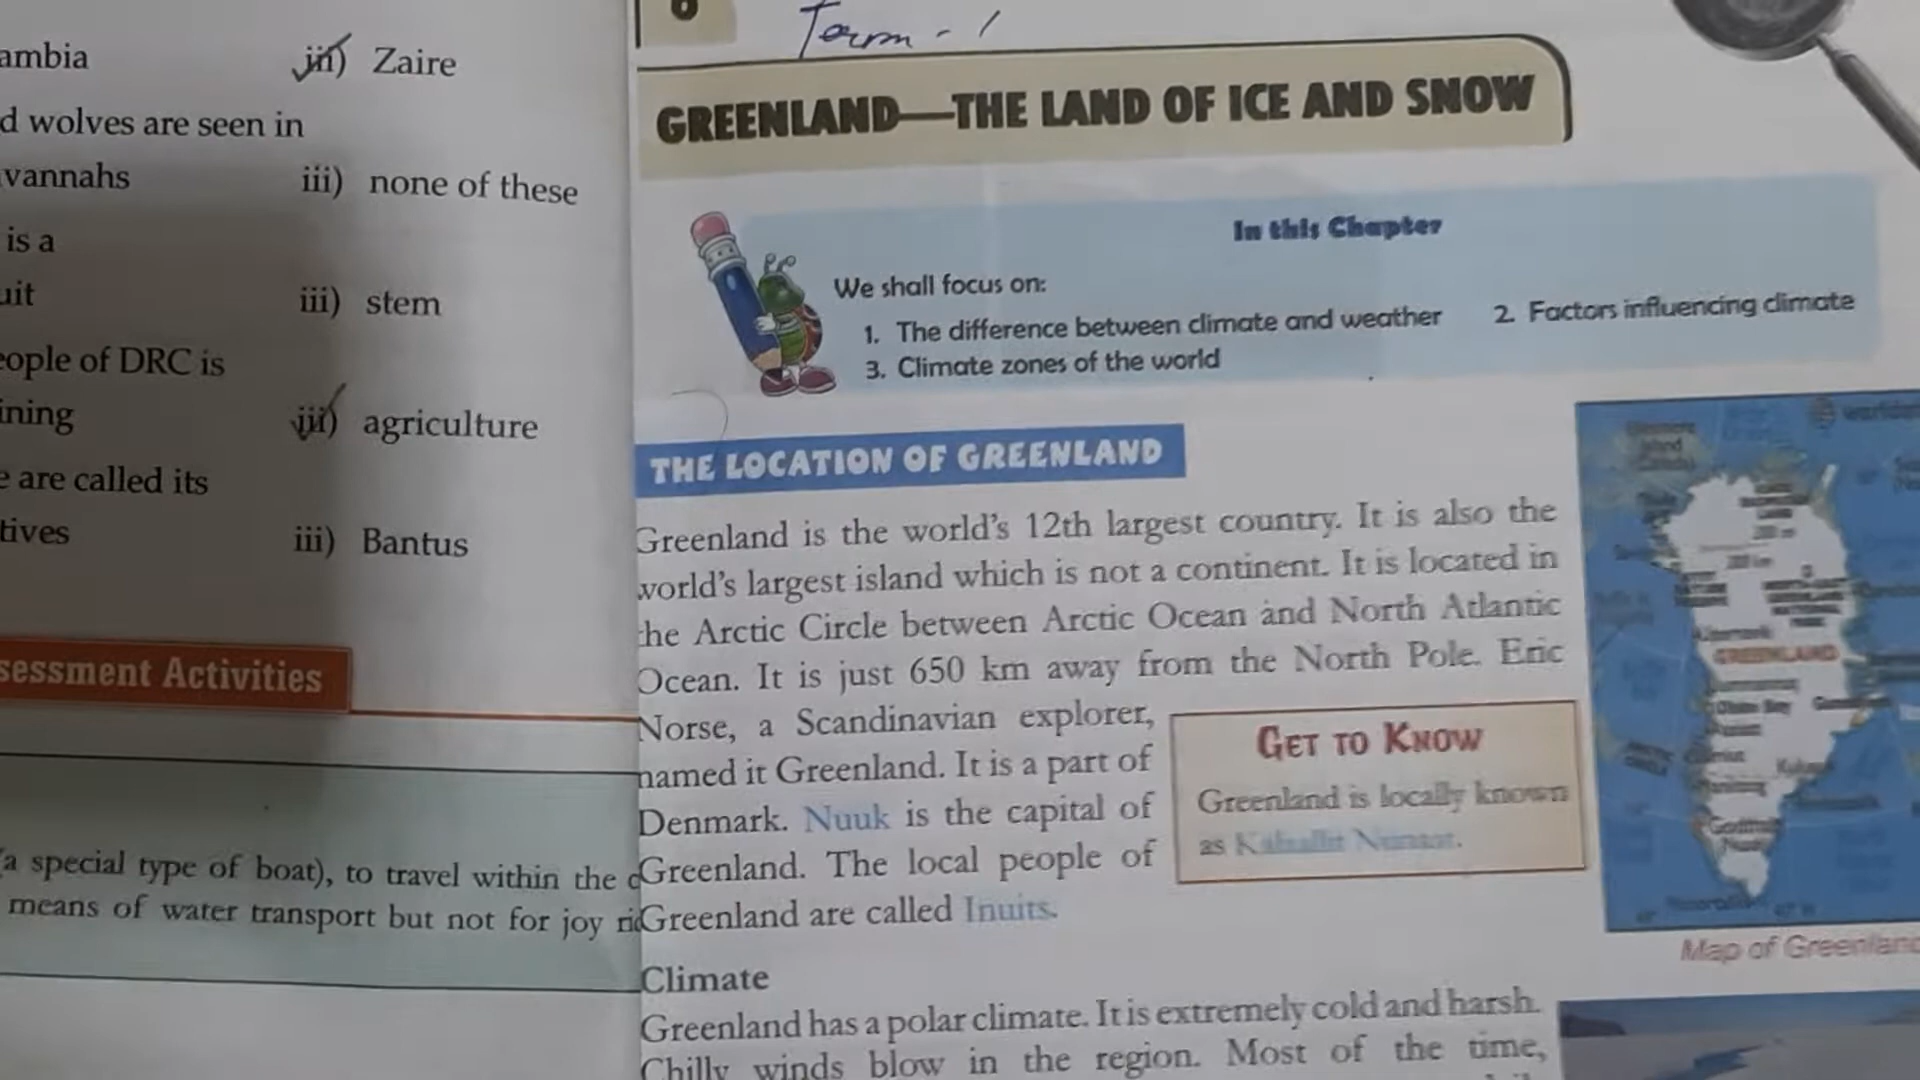 ambia
iii) Zaire
d wolves are seen in
vannahs
iii) none of these
is a
uit
iii) stem
eople of DRC is
ining
iii) agriculture
e are called its
tives
iii) Bantus
sessment Activities
(a special type of boat), to travel within the c
means of water transport but not for joy ri
Term - 1
GREENLAND—THE LAND OF ICE AND SNOW
In this Chapter
We shall focus on:
1. The difference between climate and weather
2. Factors influencing climate
3. Climate zones of the world
THE LOCATION OF GREENLAND
Greenland is the world's 12th largest country. It is also the
world's largest island which is not a continent. It is located in
the Arctic Circle between Arctic Ocean and North Atlantic
Ocean. It is just 650 km away from the North Pole. Eric
Norse, a Scandinavian explorer,
named it Greenland. It is a part of
Denmark. Nuuk is the capital of
Greenland. The local people of
Greenland are called Inuits.
GET TO KNOW
Greenland is locally known
as
GREENLAND
Map of Greenland
Climate
Greenland has a polar climate. It is extremely cold and harsh.
Chilly winds blow in the region. Most of the time,